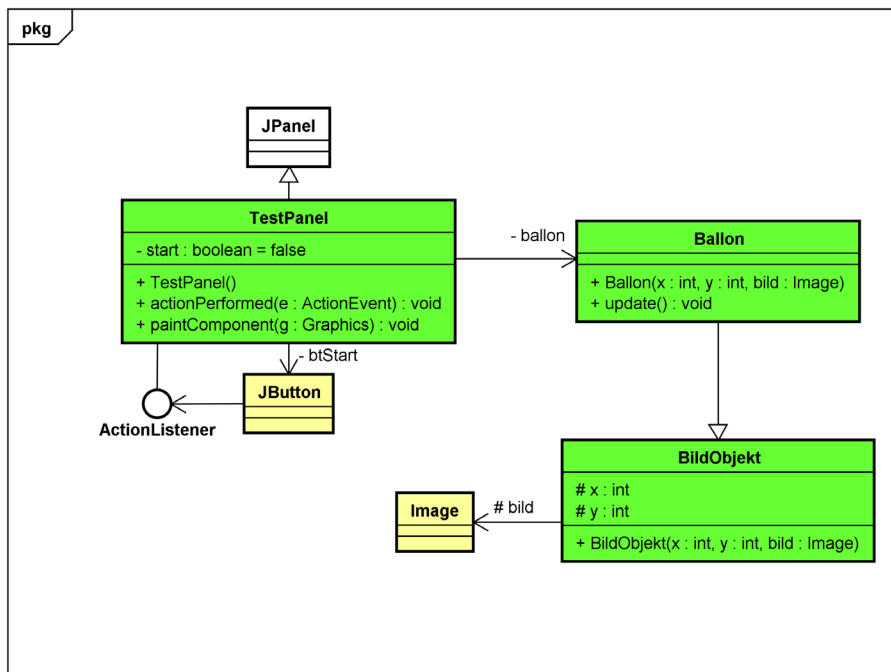 pkg
JPanel
TestPanel
- start : boolean = false
+ TestPanel()
+ actionPerformed(e : ActionEvent) : void
+ paintComponent(g : Graphics) : void
- ballon
Ballon
+ Ballon(x : int, y : int, bild : Image)
+ update() : void
- btStart
JButton
ActionListener
BildObjekt
# x : int
# y : int
+ BildObjekt(x : int, y : int, bild : Image)
# bild
Image